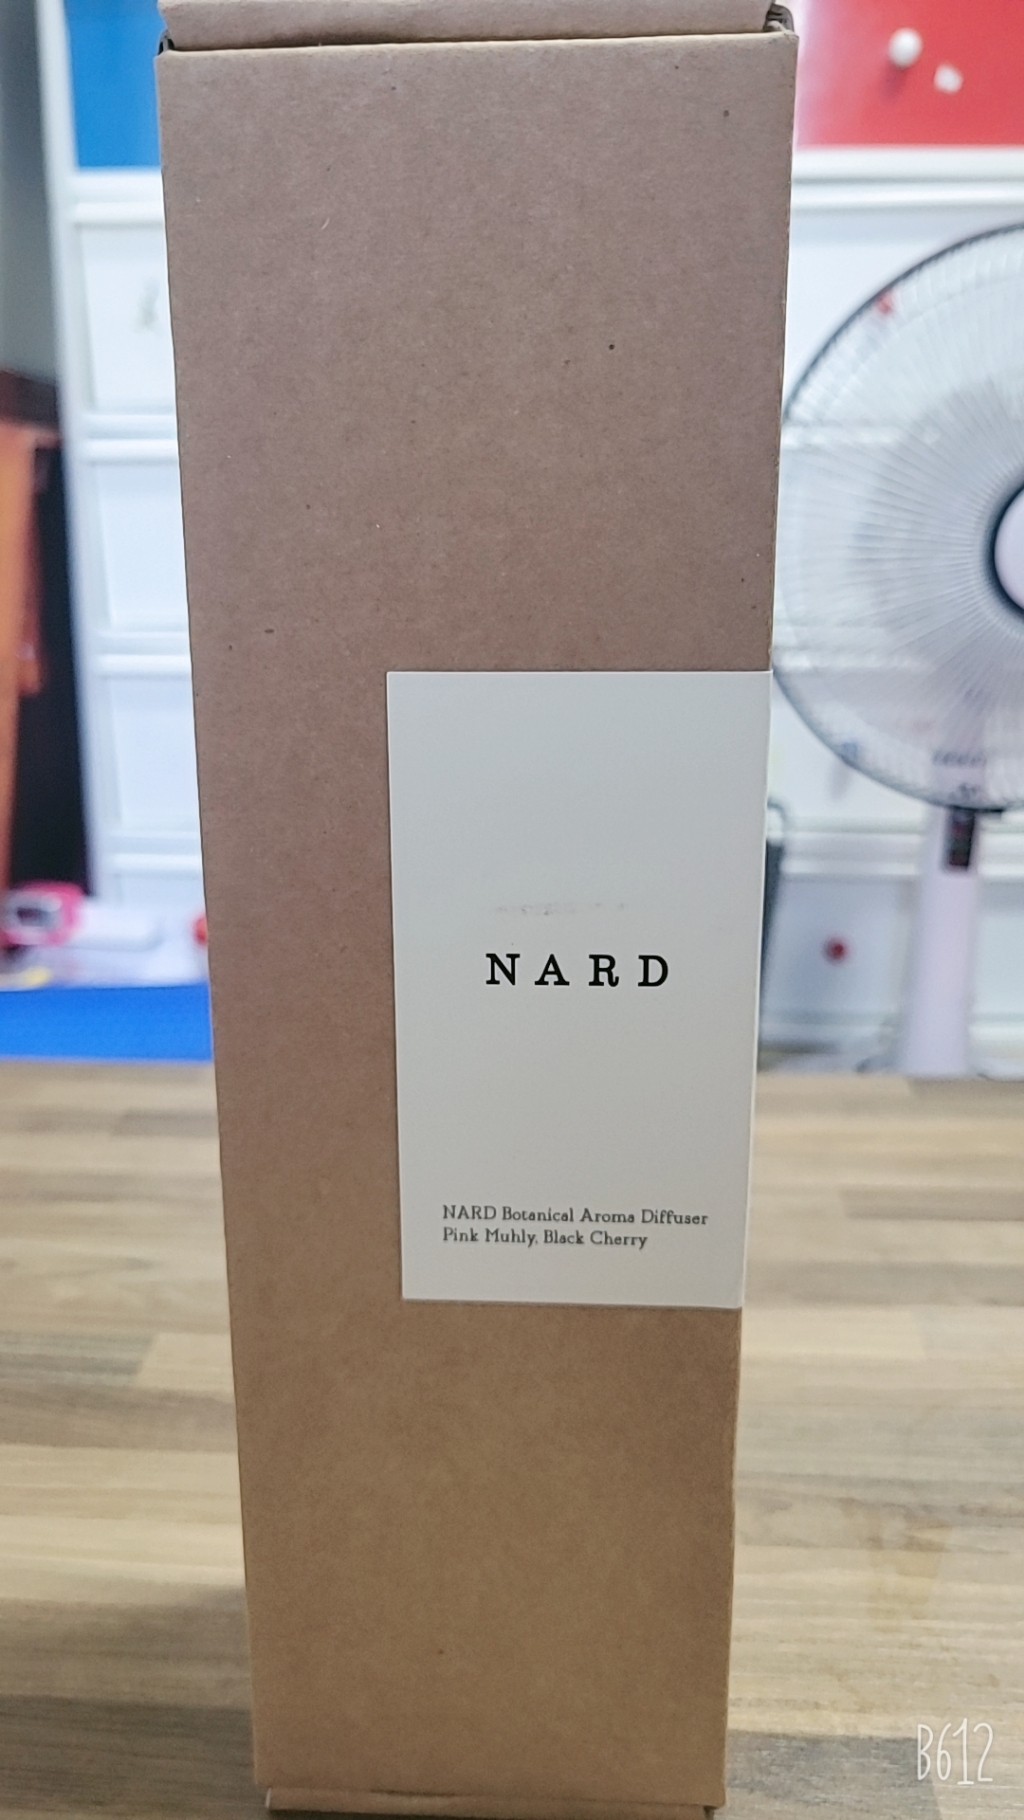 NARD
NARD Botanical Aroma Diffuser
Pink Muhly, Black Cherry
B612